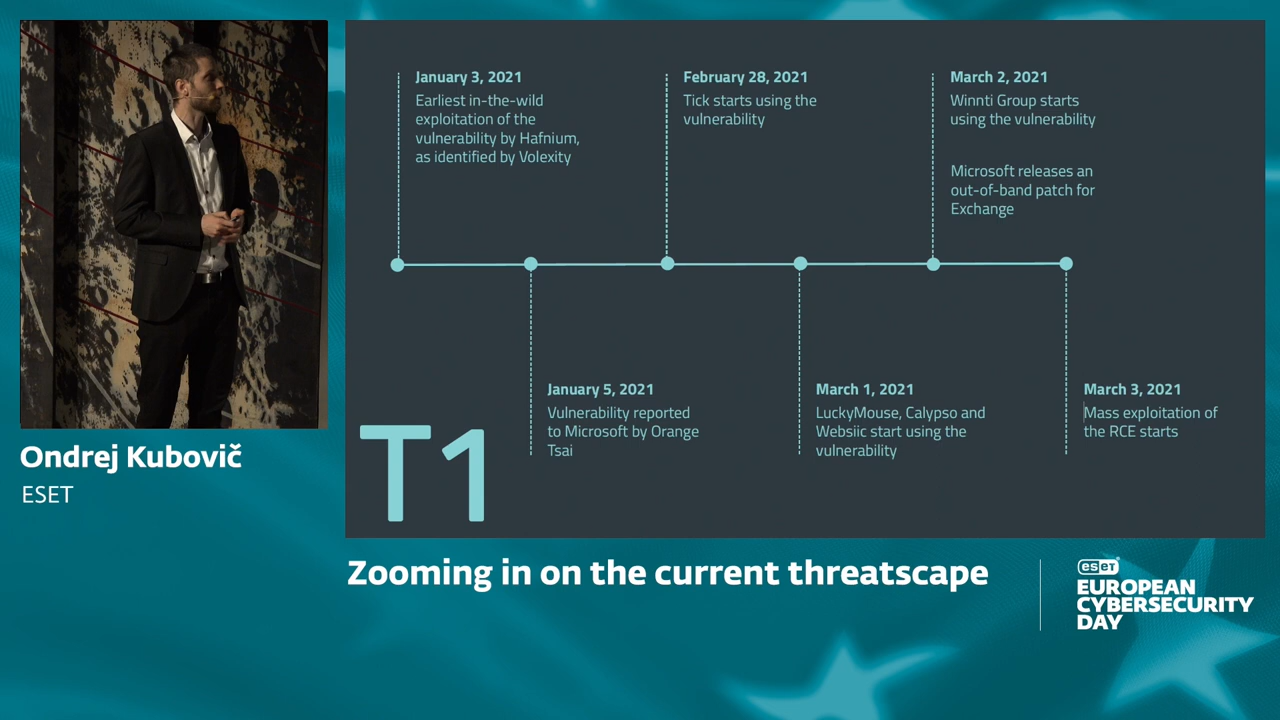 January 3, 2021
Earliest in-the-wild
exploitation of the
vulnerability by Hafnium,
as identified by Volexity
February 28, 2021
Tick starts using the
vulnerability
March 2, 2021
Winnti Group starts
using the vulnerability
Microsoft releases an
out-of-band patch for
Exchange
January 5, 2021
Vulnerability reported
to Microsoft by Orange
Tsai
March 1, 2021
LuckyMouse, Calypso and
Websiic start using the
vulnerability
March 3, 2021
Mass exploitation of
the RCE starts
T1
Ondrej Kubovič
ESET
Zooming in on the current threatscape
eseT
EUROPEAN
CYBERSECURITY
DAY